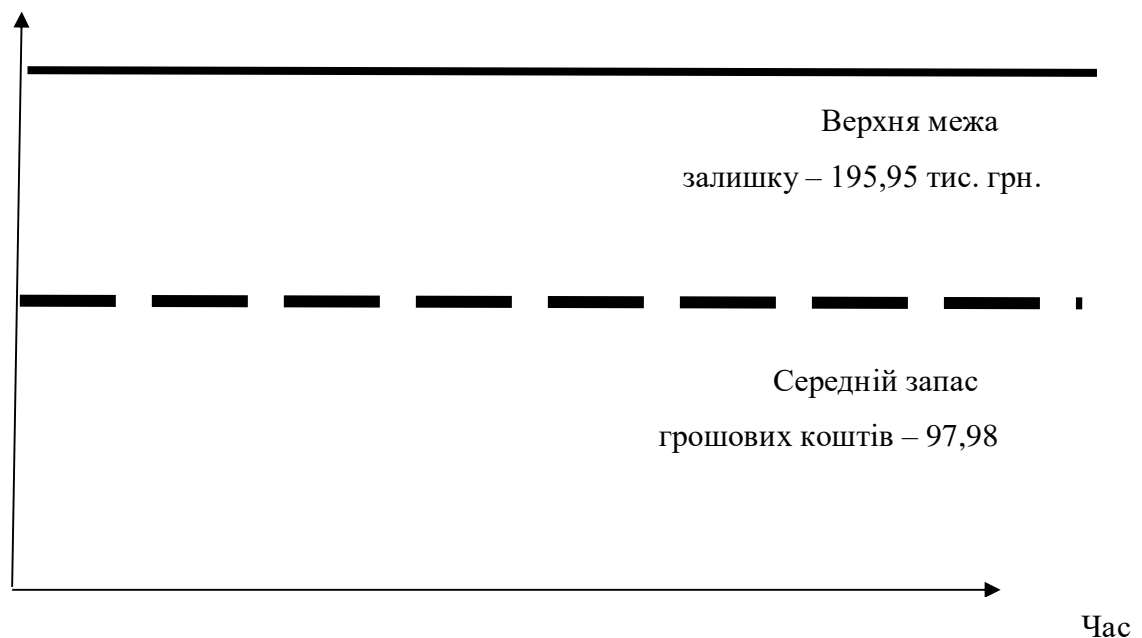 Верхня межа
залишку – 195,95 тис. грн.
Середній запас
грошових коштів – 97,98
Час